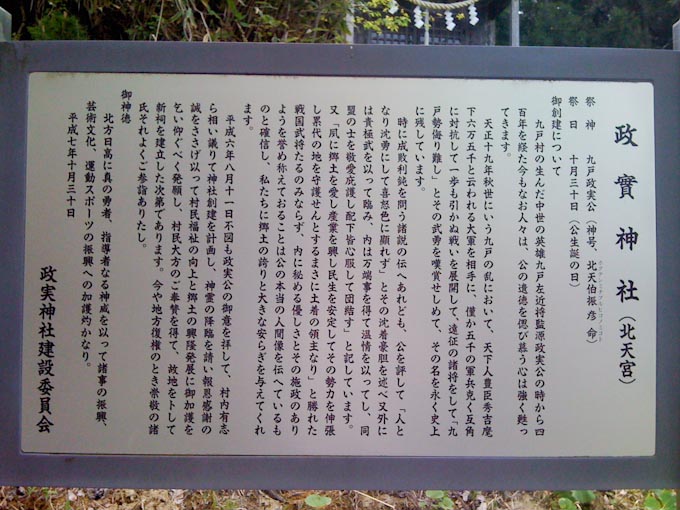 政實神社(北天宮)
祭神 九戸政実公(神号、北天伯振彦命)
祭日 十月三十日(公生誕の日)
御創建について
九戸村の生んだ中世の英雄九戸左近将監源政実公の時から四
百年を経た今もなお人々は、公の遺徳を偲び慕う心は強く甦っ
てきます。
天正十九年秋世にいう九戸の乱において、天下人豊臣秀吉麾
下六万五千と云われる大軍を相手に、僅か五千の軍兵克く互角
に対抗して一歩も引かぬ戦いを展開して、遠征の諸将をして「九
戸勢侮り難し」とその武勇を嘆賞せしめて、その名を永く史上
に残しています。
時に成敗利鈍を問う諸説の伝へあれども、公を評して「人と
なり沈勇にして喜怒色に顕れず」とその沈着豪胆を述べ又外に
は責極武を以って臨み、内は万端事を得て温情を以ってし、同
盟の士を敬愛庇護し配下皆心服して団結す」と記しています。
又「夙に郷土を愛し産業を興し民生を安定してその勢力を伸張
し累代の地を守護せんとするまさに土着の領主なり」と勝れた
戦国武将たるのみならず、内に秘める優しさとその施政のあり
ようを誉め称えておることは公の本当の人間像を伝へているも
のと確信し、私たちに郷土の誇りと大きな安らぎを与えてくれ
ます。
平成六年八月十一日不図も政実公の御意を拝して、村内有志
ら相い議りて神社創建を計画し、神霊の降臨を請い報恩感謝の
誠をささげ以って村民福祉の向上と郷土の興隆発展に御加護を
乞い仰ぐべく発願し、村民大方のご奉賛を得て、故地をトして
新祠を建立した次第であります。今や地方復権のとき崇敬の諸
氏それよくご参詣ありたし。
御神徳
北方日高に真の勇者、指導者なる神威を以って諸事の振興、
芸術文化、運動スポーツの振興への加護灼かなり。
平成七年十月三十日
政実神社建設委員会